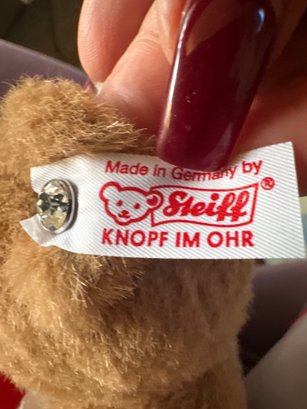 Made in Germany by
Steiff®
KNOPF IM OHR